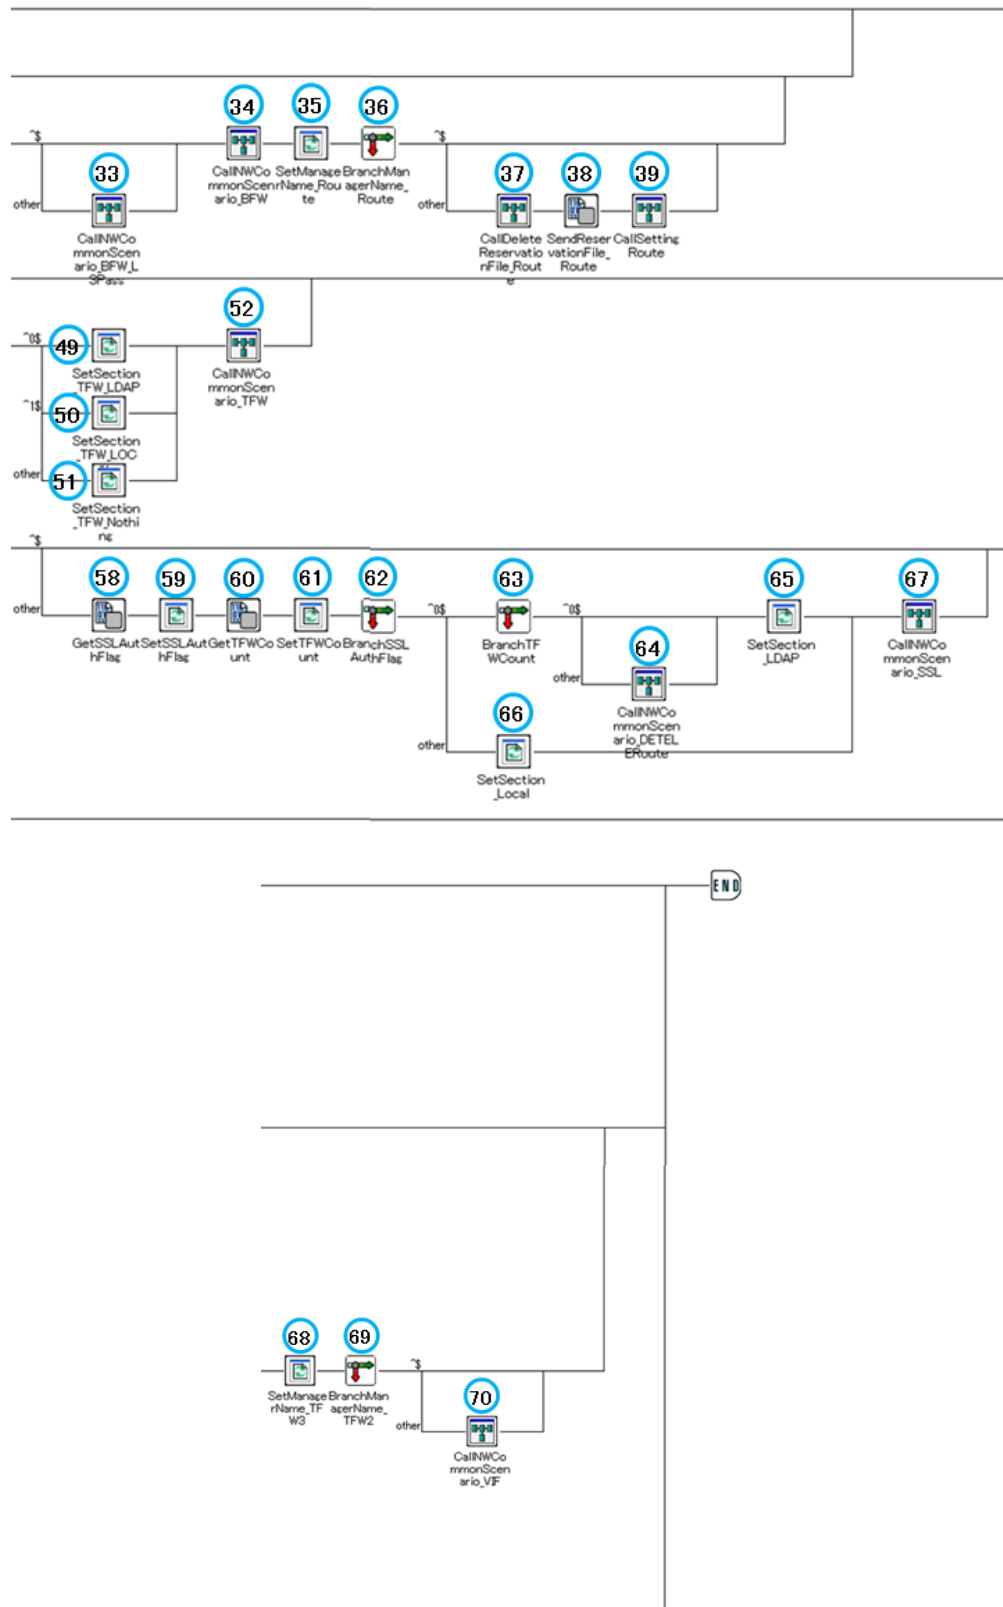 34
35
36
^$
33
CallNWCo
mmonScen
ario_BFW
SetManage
rName_Rou
te
BranchMan
agerName_
Route
^$
37
38
39
other
CallNWCo
mmonScen
ario_BFW_L
SPass
other
CallDelete
Reservatio
nFile_Rout
e
SendReser
vationFile_
Route
CallSetting
Route
52
^0$
49
SetSection
_TFW_LDAP
CallNWCo
mmonScen
ario_TFW
^1$
50
SetSection
_TFW_LOC
other
51
SetSection
_TFW_Nothi
ng
^$
58
59
60
61
62
63
65
67
other
GetSSLAut
hFlag
SetSSLAut
hFlag
GetTFWCo
unt
SetTFWCo
unt
BranchSSL
AuthFlag
^0$
BranchTF
WCount
^0$
64
SetSection
_LDAP
CallNWCo
mmonScen
ario_SSL
other
CallNWCo
mmonScen
ario_DETEL
ERoute
66
other
SetSection
_Local
END
68
69
^$
SetManage
rName_TF
W3
BranchMan
agerName_
TFW2
70
other
CallNWCo
mmonScen
ario_VIF